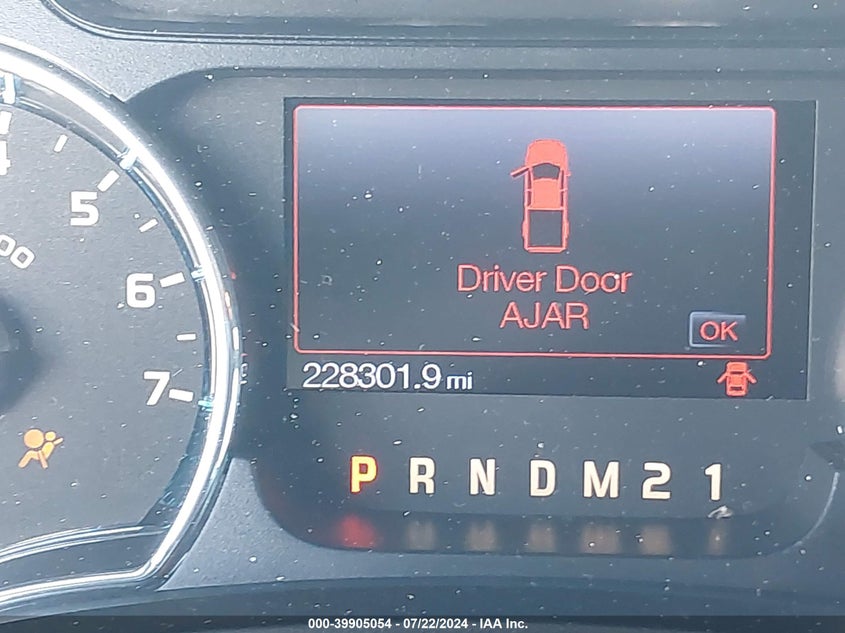 4
5
00
6
7
Driver Door
AJAR
OK
228301.9 mi
P R N D M 2 1
000-39905054 - 07/22/2024 - IAA Inc.